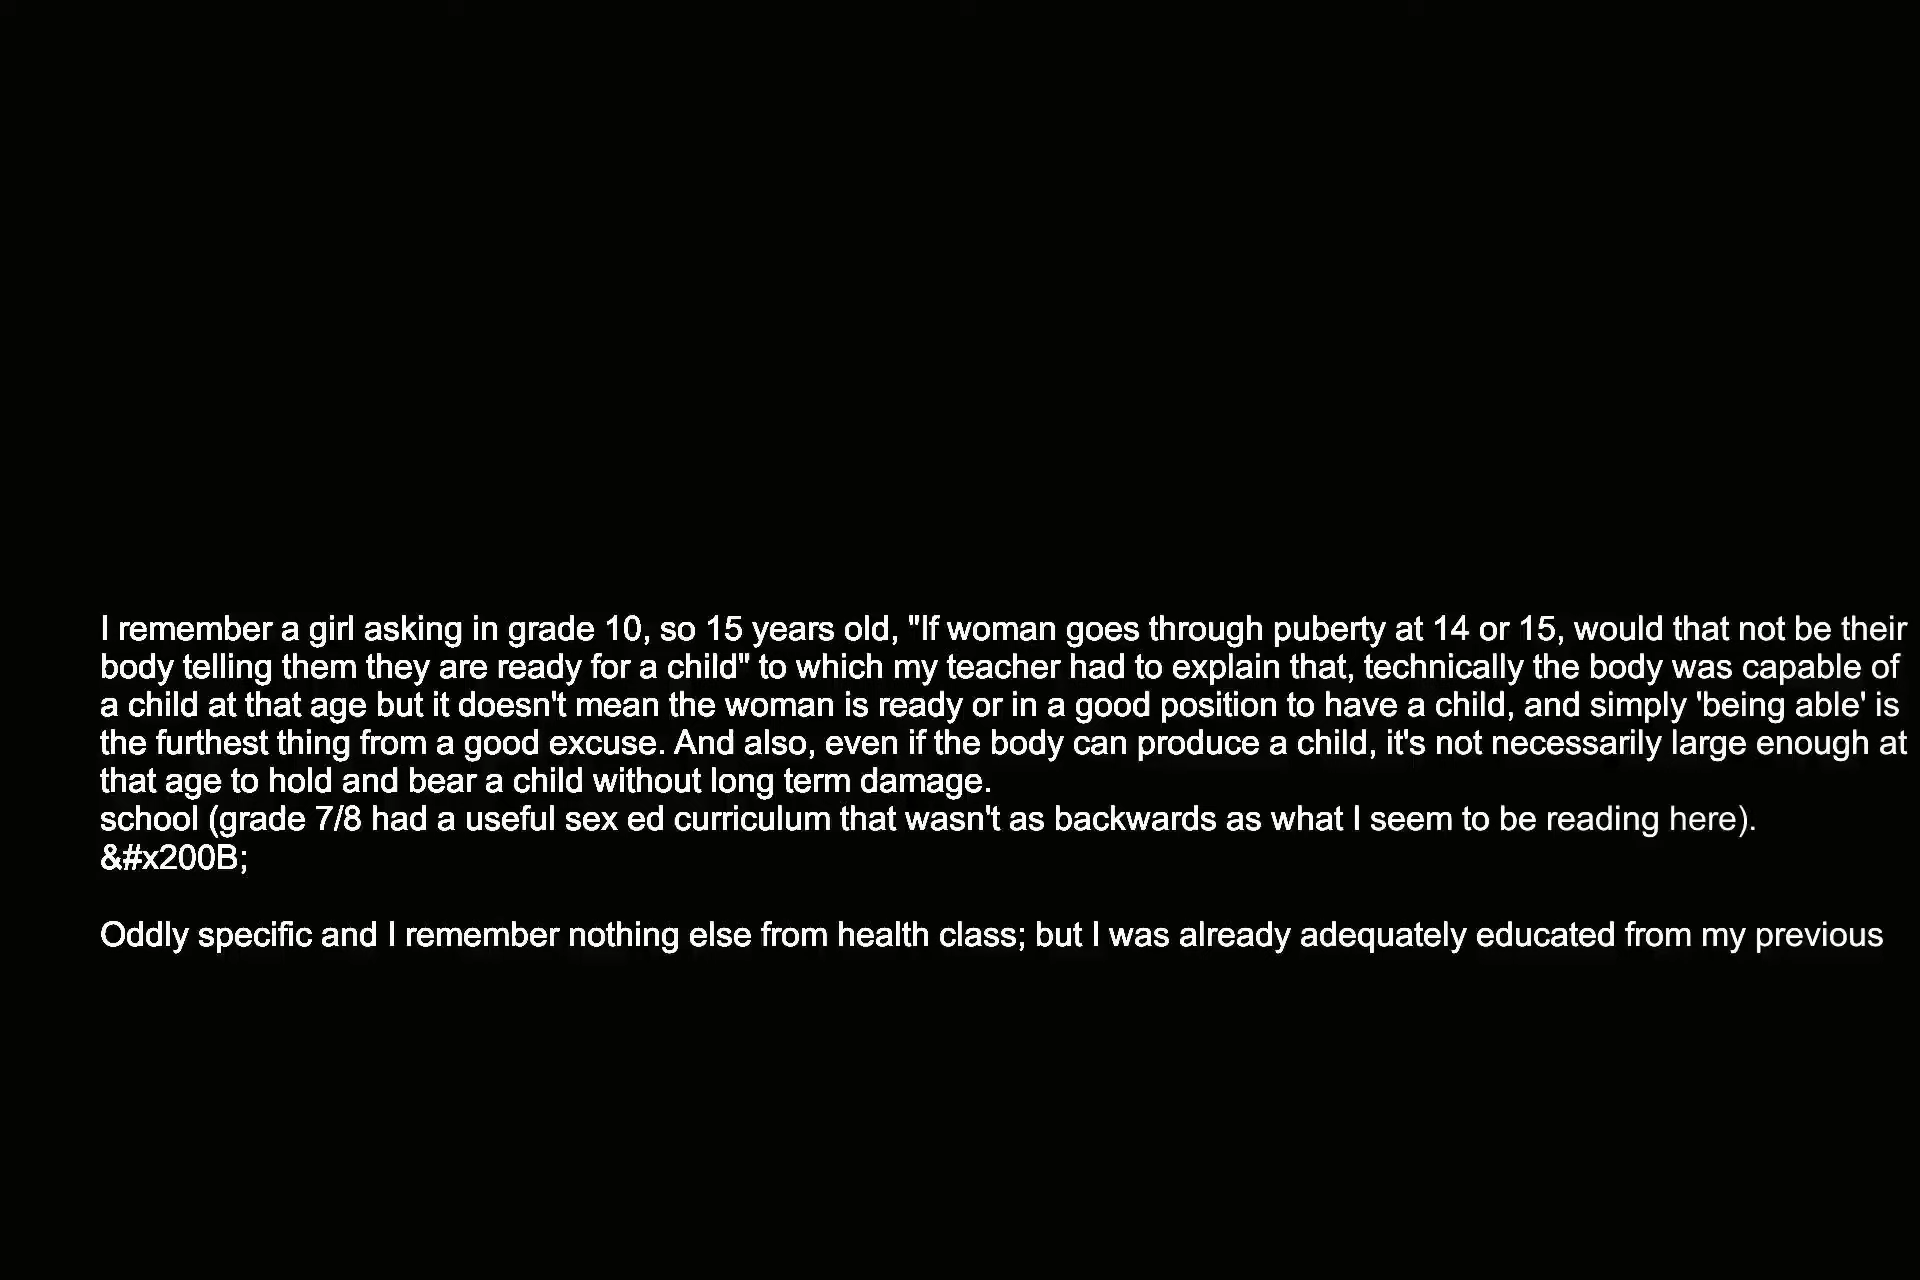 I remember a girl asking in grade 10, so 15 years old, "If woman goes through puberty at 14 or 15, would that not be their
body telling them they are ready for a child" to which my teacher had to explain that, technically the body was capable of
a child at that age but it doesn't mean the woman is ready or in a good position to have a child, and simply 'being able' is
the furthest thing from a good excuse. And also, even if the body can produce a child, it's not necessarily large enough at
that age to hold and bear a child without long term damage.
school (grade 7/8 had a useful sex ed curriculum that wasn't as backwards as what I seem to be reading here).
&#x200B;
Oddly specific and I remember nothing else from health class; but I was already adequately educated from my previous